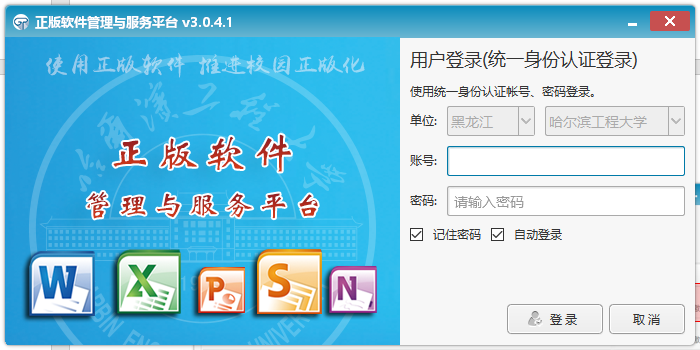 正版软件管理与服务平台 v3.0.4.1
使用正版软件 推进校园正版化
正版软件
管理与服务平台
W X P S N
用户登录(统一身份认证登录)
使用统一身份认证帐号、密码登录。
单位: 黑龙江 哈尔滨工程大学
账号:
密码: 请输入密码
记住密码 自动登录
登录 取消